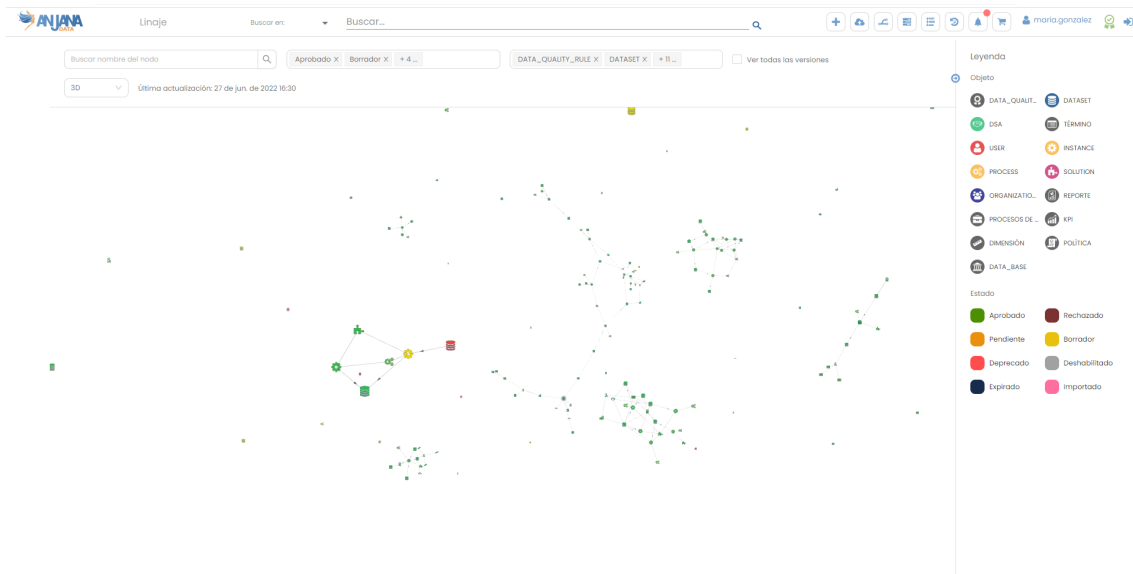 ANJANA
DATA
Linaje
Buscar en:
Buscar...
maria.gonzalez
Buscar nombre del nodo
Aprobado X Borrador X + 4 ...
DATA_QUALITY_RULE X DATASET X + 11 ...
Ver todas las versiones
3D
Última actualización: 27 de jun. de 2022 16:30
Leyenda
Objeto
DATA_QUALIT... DATASET
DSA TÉRMINO
USER INSTANCE
PROCESS SOLUTION
ORGANIZATIO... REPORTE
PROCESOS DE ... KPI
DIMENSIÓN POLÍTICA
DATA_BASE
Estado
Aprobado Rechazado
Pendiente Borrador
Deprecado Deshabilitado
Expirado Importado